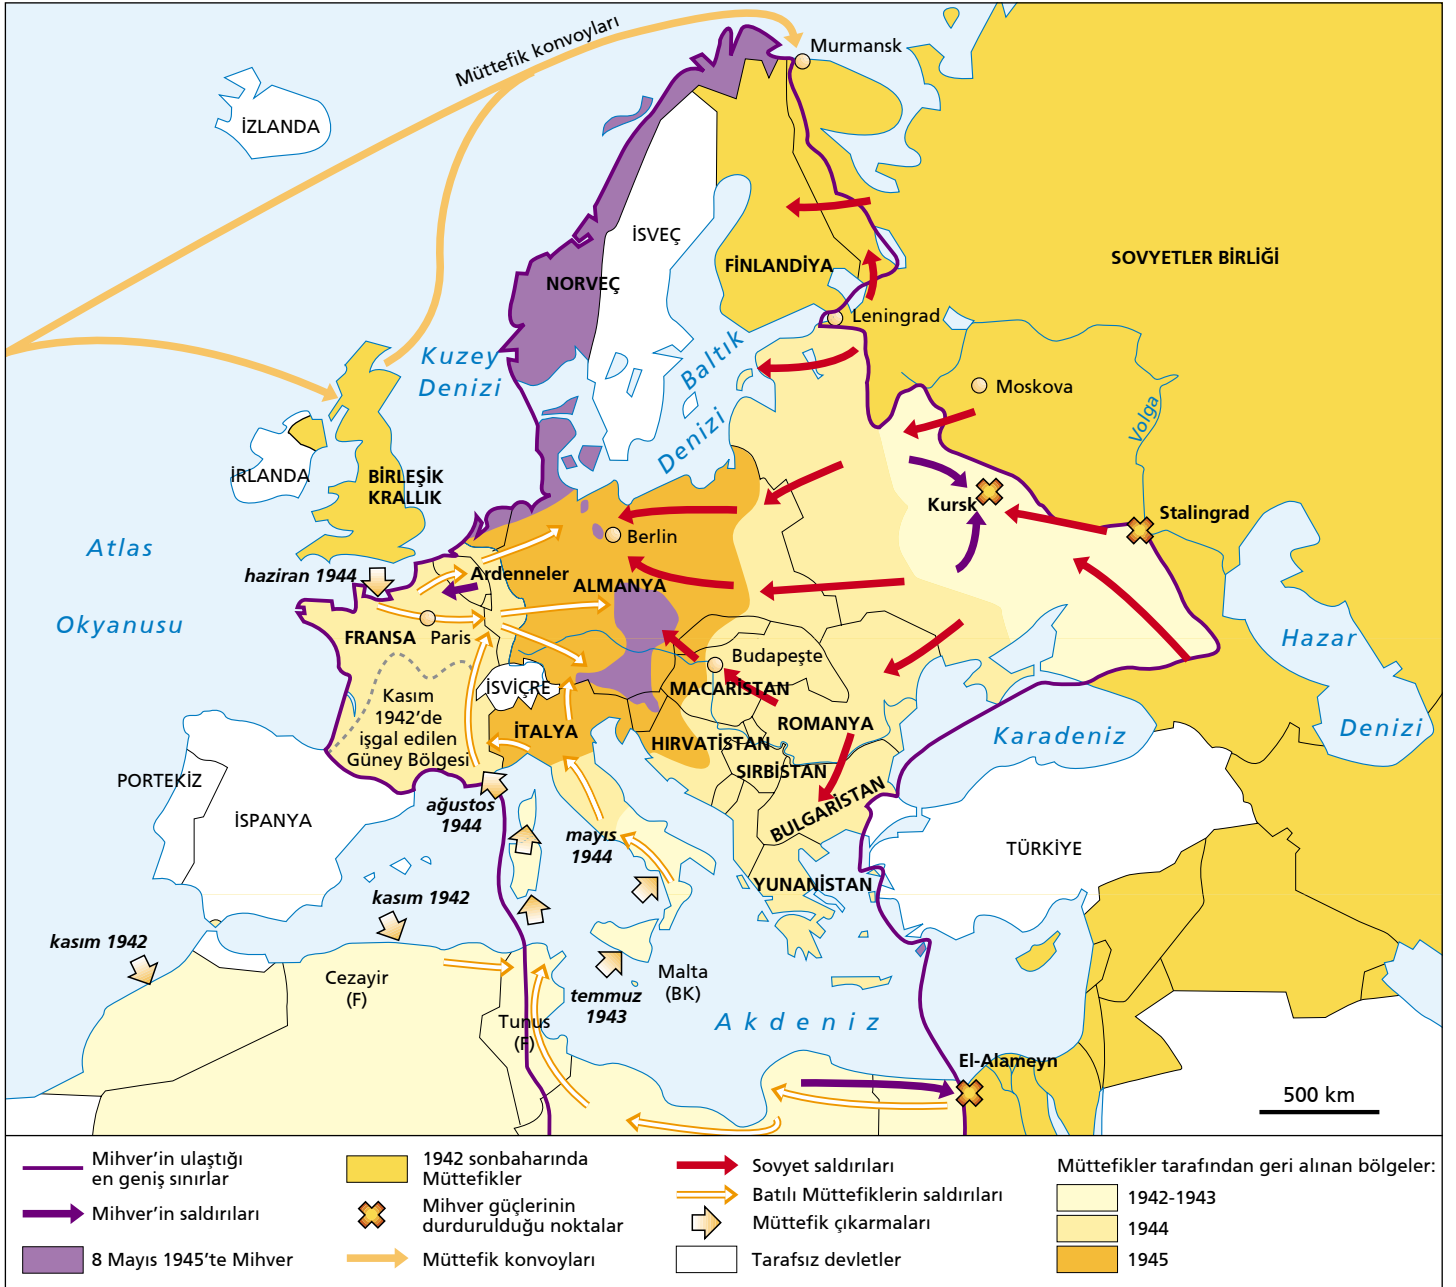 Müttefik konvoyları
Murmansk
İZLANDA
İSVEÇ
NORVEÇ
FİNLANDİYA
SOVYETLER BİRLİĞİ
Leningrad
Kuzey
Denizi
Baltık
Denizi
Moskova
Volga
İRLANDA
BİRLEŞİK
KRALLIK
Kursk
Stalingrad
Atlas
Okyanusu
Berlin
haziran 1944
Ardenneler
ALMANYA
FRANSA
Paris
Budapeşte
Hazar
Denizi
İSVİÇRE
MACARİSTAN
Kasım
1942’de
işgal edilen
Güney Bölgesi
İTALYA
ROMANYA
HIRVATİSTAN
Karadeniz
SIRBİSTAN
PORTEKİZ
İSPANYA
ağustos
1944
mayıs
1944
BULGARİSTAN
TÜRKİYE
YUNANİSTAN
kasım 1942
kasım 1942
Cezayir
(F)
temmuz
1943
Malta
(BK)
Tunus
(F)
Akdeniz
El-Alameyn
500 km
Mihver’in ulaştığı
en geniş sınırlar
Mihver’in saldırıları
8 Mayıs 1945’te Mihver
1942 sonbaharında
Müttefikler
Mihver güçlerinin
durdurulduğu noktalar
Müttefik konvoyları
Sovyet saldırıları
Batılı Müttefiklerin saldırıları
Müttefik çıkarmaları
Tarafsız devletler
Müttefikler tarafından geri alınan bölgeler:
1942-1943
1944
1945